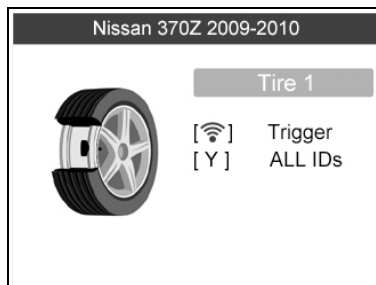 Nissan 370Z 2009-2010
Tire 1
[ ] Trigger
[ Y ] ALL IDs